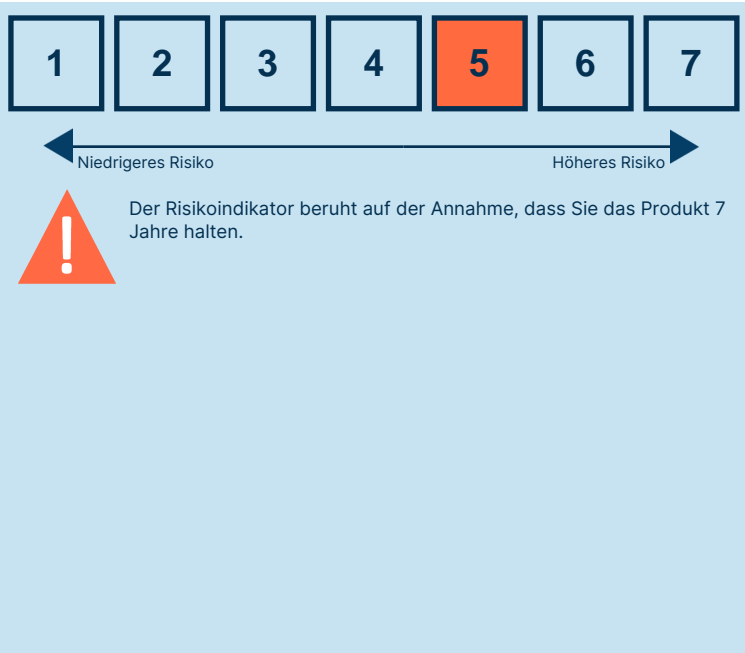 1 2 3 4 5 6 7
Niedrigeres Risiko Höheres Risiko
!
Der Risikoindikator beruht auf der Annahme, dass Sie das Produkt 7
Jahre halten.